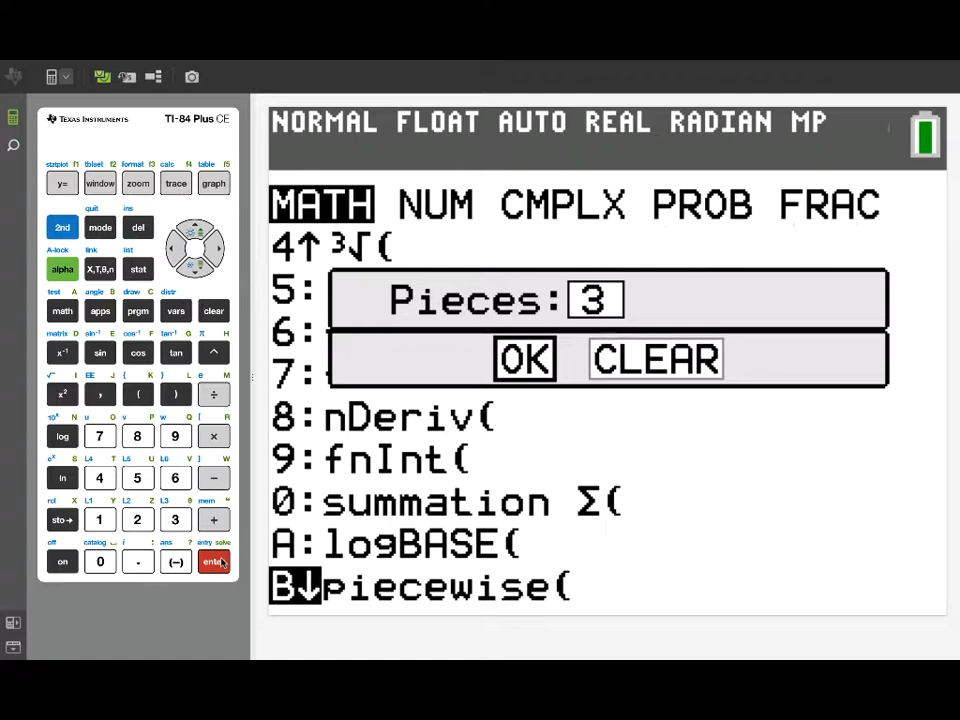 TEXAS INSTRUMENTS TI-84 Plus CE
statplot f1 tblset f2 format f3 calc f4 table f5
y= window zoom trace graph
quit ins
2nd mode del
A-lock link list
alpha X,T,θ,n stat
test A angle B draw C distr
math apps prgm vars clear
matrix D sin⁻¹ E cos⁻¹ F tan⁻¹ G π H
x⁻¹ sin cos tan ^
√ I EE J { K } L e M
x² , ( ) ÷
10ˣ N u O v P w Q [ R
log 7 8 9 ×
eˣ S L4 T L5 U L6 V ] W
ln 4 5 6 −
rcl X L1 Y L2 Z L3 θ mem "
sto→ 1 2 3 +
off catalog i : ans ? entry solve
on 0 . (−) enter
NORMAL FLOAT AUTO REAL RADIAN MP
MATH NUM CMPLX PROB FRAC
4↑³√(
5:
Pieces: 3
6:
OK CLEAR
7:
8:nDeriv(
9:fnInt(
0:summation Σ(
A:logBASE(
B↓piecewise(